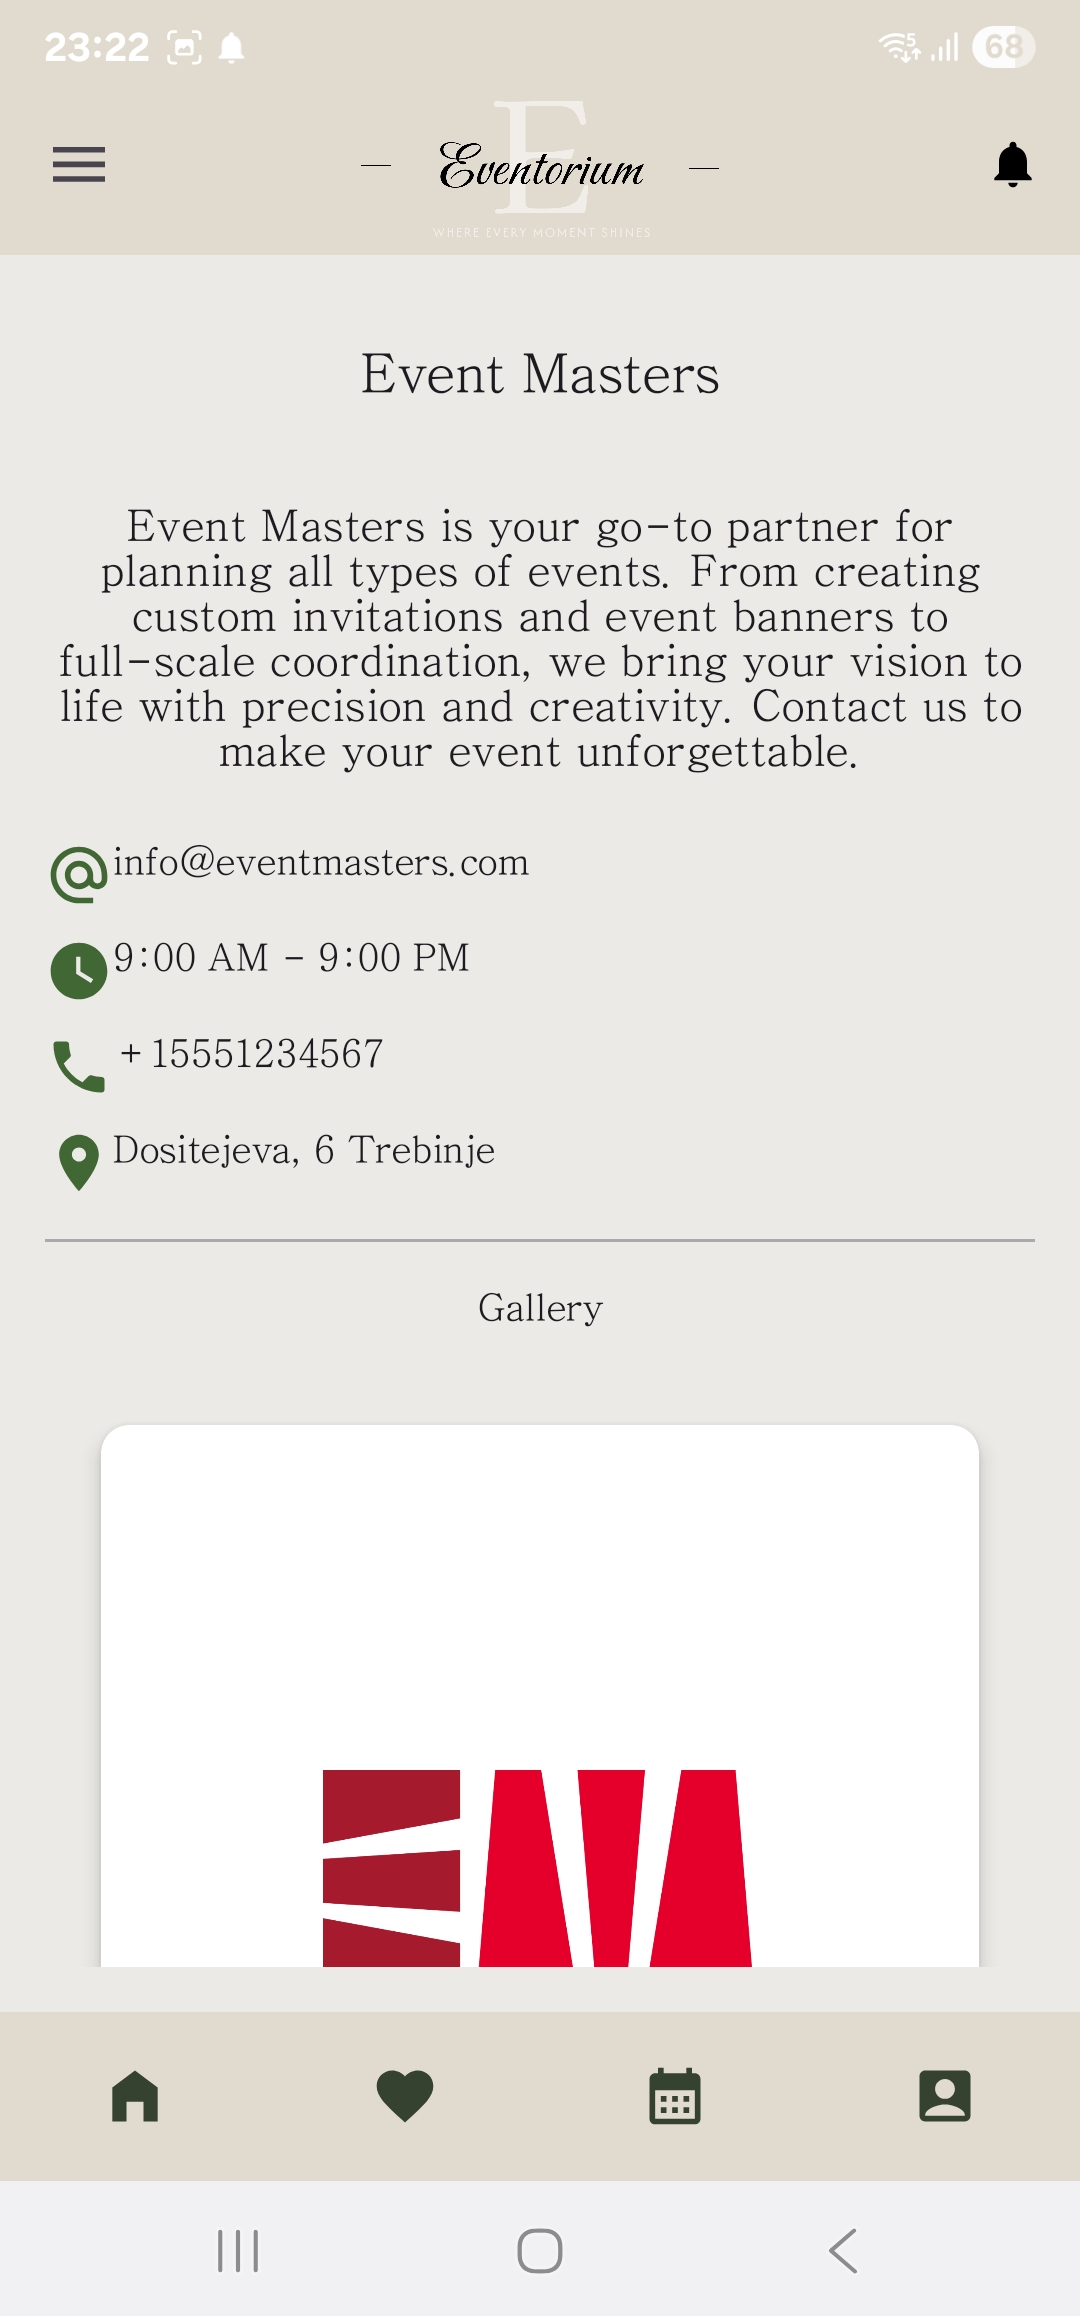 23:22
5
68
E
Eventorium
WHERE EVERY MOMENT SHINES
Event Masters
Event Masters is your go-to partner for
planning all types of events. From creating
custom invitations and event banners to
full-scale coordination, we bring your vision to
life with precision and creativity. Contact us to
make your event unforgettable.
info@eventmasters.com
9:00 AM - 9:00 PM
+15551234567
Dositejeva, 6 Trebinje
Gallery